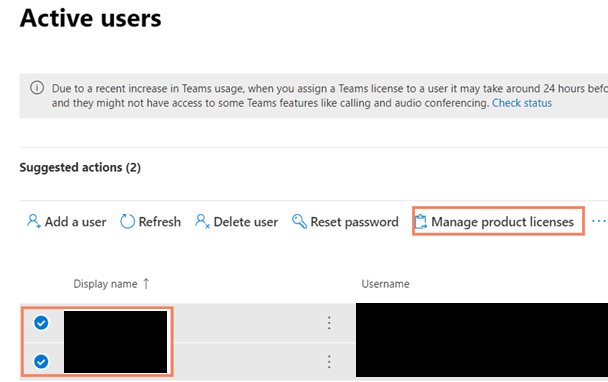 Active users
Due to a recent increase in Teams usage, when you assign a Teams license to a user it may take around 24 hours
and they might not have access to some Teams features like calling and audio conferencing. Check status
Suggested actions (2)
Add a user Refresh Delete user Reset password Manage product licenses ...
Display name ↑ Username